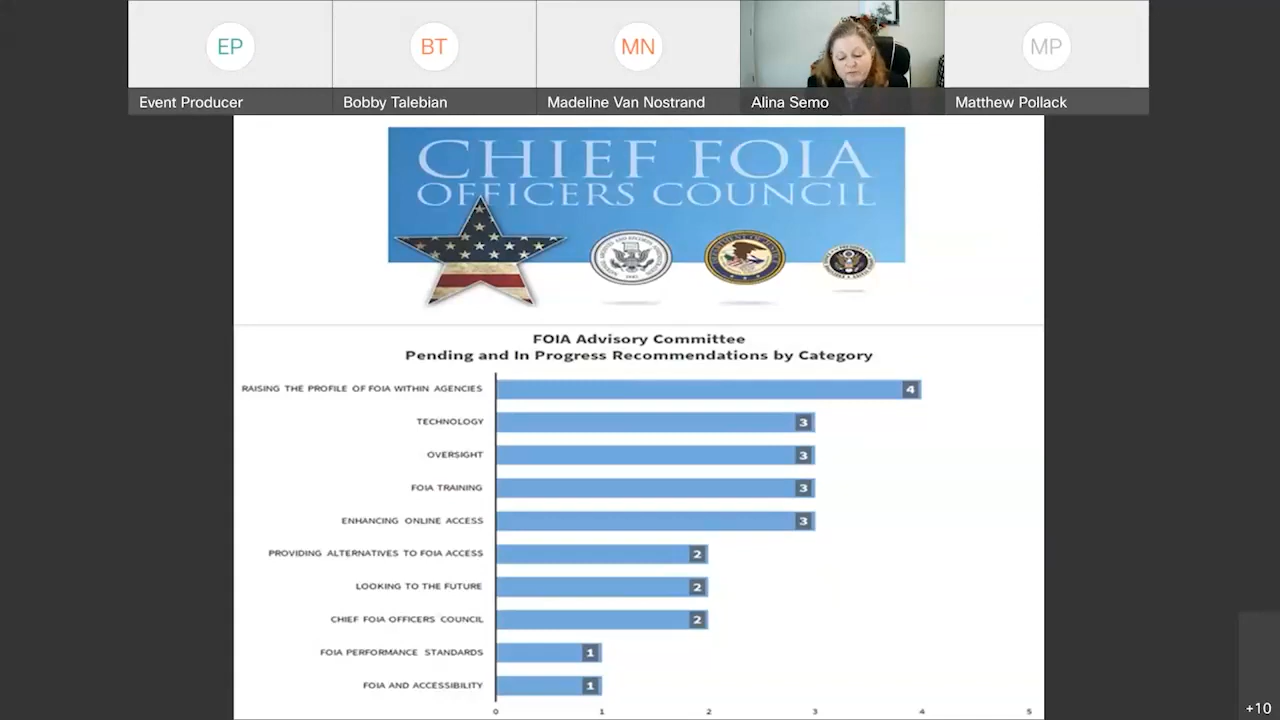 EP
BT
MN
MP
Event Producer
Bobby Talebian
Madeline Van Nostrand
Alina Semo
Matthew Pollack
CHIEF FOIA
OFFICERS COUNCIL
FOIA Advisory Committee
Pending and In Progress Recommendations by Category
RAISING THE PROFILE OF FOIA WITHIN AGENCIES 4
TECHNOLOGY 3
OVERSIGHT 3
FOIA TRAINING 3
ENHANCING ONLINE ACCESS 3
PROVIDING ALTERNATIVES TO FOIA ACCESS 2
LOOKING TO THE FUTURE 2
CHIEF FOIA OFFICERS COUNCIL 2
FOIA PERFORMANCE STANDARDS 1
FOIA AND ACCESSIBILITY 1
0 1 2 3 4 5
+10